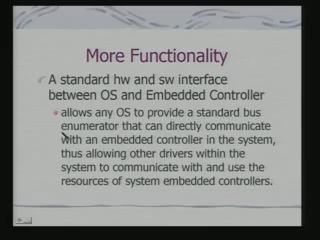 More Functionality
A standard hw and sw interface
between OS and Embedded Controller
allows any OS to provide a standard bus
enumerator that can directly communicate
with an embedded controller in the system,
thus allowing other drivers within the
system to communicate with and use the
resources of system embedded controllers.